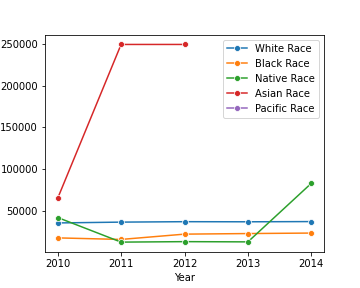 250000
200000
150000
100000
50000
2010 2011 2012 2013 2014
Year
White Race
Black Race
Native Race
Asian Race
Pacific Race